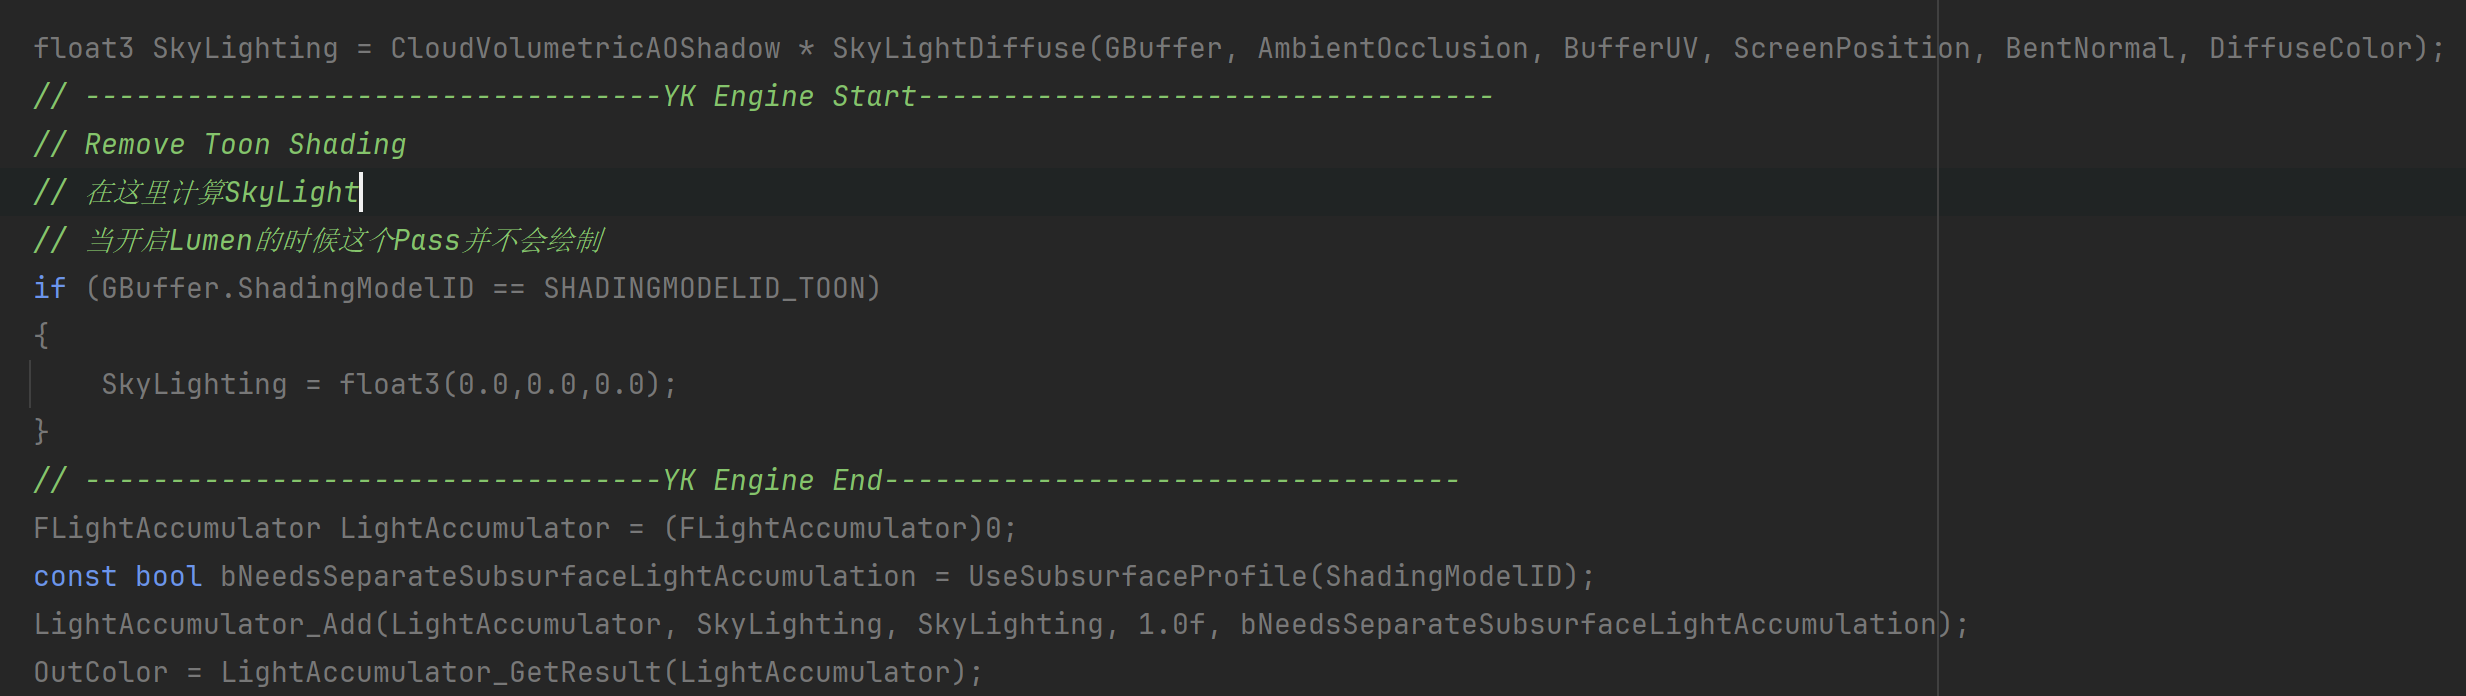 float3 SkyLighting = CloudVolumetricAOShadow * SkyLightDiffuse(GBuffer, AmbientOcclusion, BufferUV, ScreenPosition, BentNormal, DiffuseColor);
// ----------------------------------YK Engine Start----------------------------------
// Remove Toon Shading
// 在这里计算SkyLight
// 当开启Lumen的时候这个Pass并不会绘制
if (GBuffer.ShadingModelID == SHADINGMODELID_TOON)
{
    SkyLighting = float3(0.0,0.0,0.0);
}
// ----------------------------------YK Engine End----------------------------------
FLightAccumulator LightAccumulator = (FLightAccumulator)0;
const bool bNeedsSeparateSubsurfaceLightAccumulation = UseSubsurfaceProfile(ShadingModelID);
LightAccumulator_Add(LightAccumulator, SkyLighting, SkyLighting, 1.0f, bNeedsSeparateSubsurfaceLightAccumulation);
OutColor = LightAccumulator_GetResult(LightAccumulator);